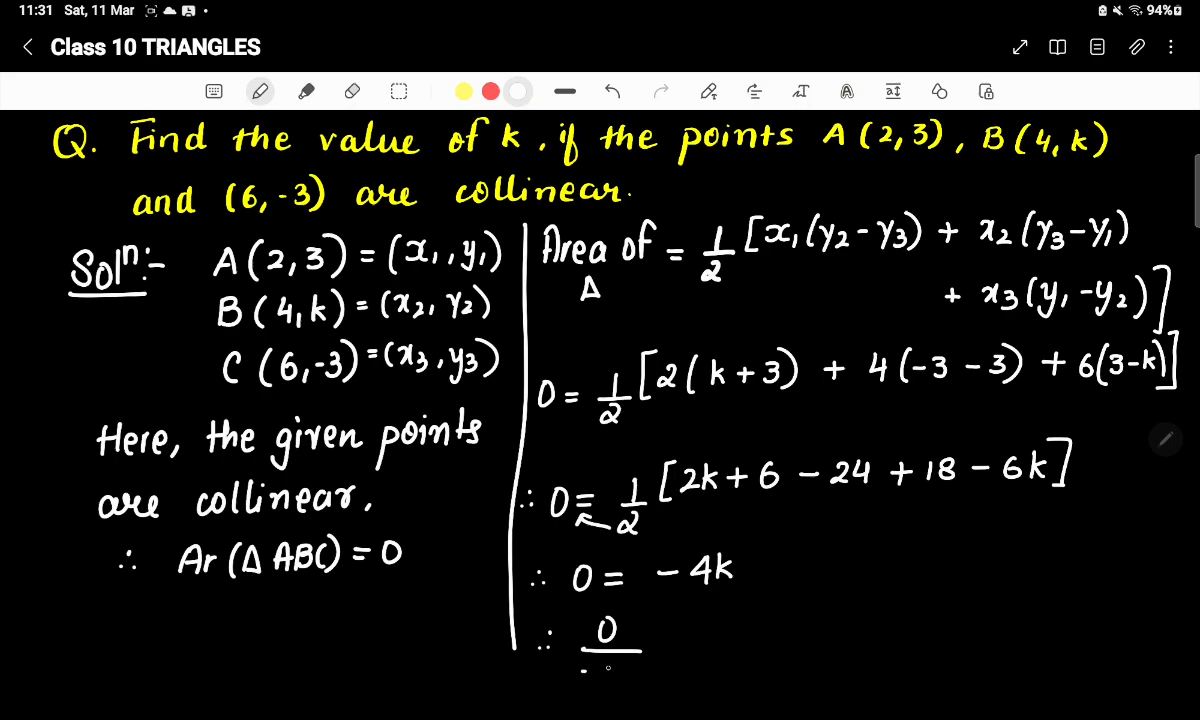 11:31 Sat, 11 Mar
94%
Class 10 TRIANGLES
Q. Find the value of k, if the points A(2,3), B(4,k)
and (6,-3) are collinear.
Solⁿ:-
A(2,3) = (x₁, y₁)
B(4,k) = (x₂, y₂)
C(6,-3) = (x₃, y₃)
Here, the given points
are collinear.
∴ Ar(Δ ABC) = 0
Area of Δ = 1/2 [x₁(y₂-y₃) + x₂(y₃-y₁)
+ x₃(y₁-y₂)]
0 = 1/2 [2(k+3) + 4(-3-3) + 6(3-k)]
∴ 0 = 1/2 [2k+6 - 24 + 18 - 6k]
∴ 0 = - 4k
∴ 0/-